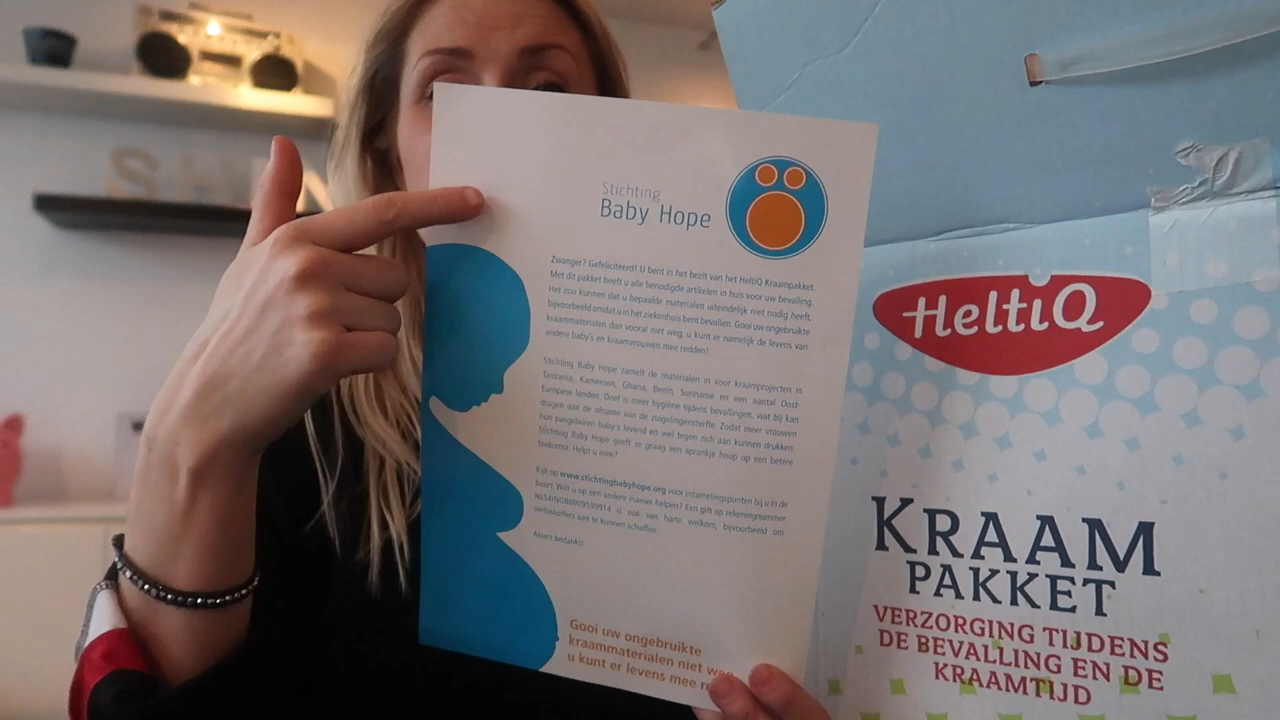 SHIN
Stichting
Baby Hope
Zwanger? Gefeliciteerd! U bent in het bezit van het HeltiQ Kraampakket.
Met dit pakket heeft u alle benodigde artikelen in huis voor uw bevalling
Het zou kunnen dat u bepaalde materialen uiteindelijk niet nodig heeft,
bijvoorbeeld omdat u in het ziekenhuis bent bevallen. Gooi uw ongebruikte
kraammaterialen dan vooral niet weg, u kunt er namelijk de levens van
andere baby's en kraamvrouwen mee redden!
Stichting Baby Hope zamelt de materialen in voor kraamprojecten in
Tanzania, Kameroen, Ghana, Benin, Suriname en een aantal Oost-
Europese landen. Doel is meer hygiene tijdens bevallingen, wat bij kan
dragen aan de afname van de zuigelingensterfte. Zodat meer vrouwen
hun pasgeboren baby's levend en wel tegen zich aan kunnen drukken
Stichting Baby Hope geeft ze graag een sprankje hoop op een betere
toekomst. Helpt u mee?
Kijk op www.stichtingbabyhope.org voor inzamelingspunten bij u in de
buurt. Wilt u op een andere manier helpen? Een gift op rekeningnummer
is ook van harte welkom, bijvoorbeeld om
verloskoffers aan te kunnen schaffen.
Alvast bedankt!
Gooi uw ongebruikte
kraammaterialen niet weg
u kunt er levens mee
HeltiQ
KRAAM
PAKKET
VERZORGING TIJDENS
DE BEVALLING EN DE
KRAAMTIJD